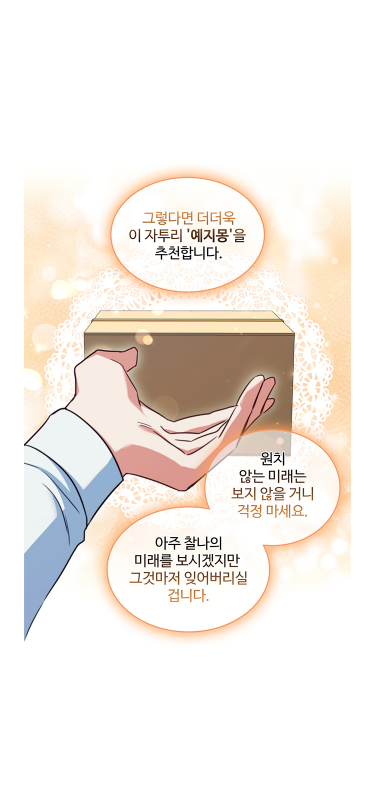 그렇다면 더더욱
이 자투리 '예지몽'을
추천합니다.
원치
않는 미래는
보지 않을 거니
걱정 마세요.
아주 찰나의
미래를 보시겠지만
그것마저 잊어버리실
겁니다.